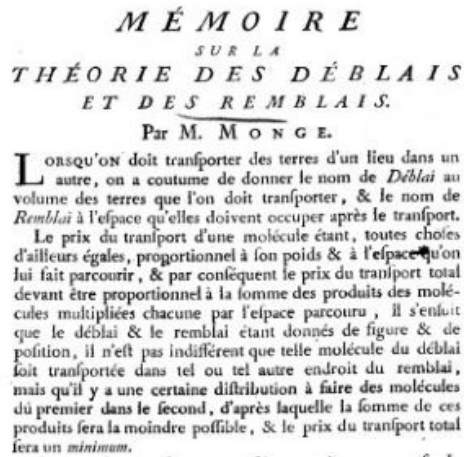 MÉMOIRE
SUR LA
THÉORIE DES DÉBLAIS
ET DES REMBLAIS.
Par M. MONGE.
LORSQU'ON doit tranſporter des terres d'un lieu dans un
autre, on a coutume de donner le nom de Déblai au
volume des terres que l'on doit tranſporter, & le nom de
Remblai à l'eſpace qu'elles doivent occuper après le tranſport.
Le prix du tranſport d'une molécule étant, toutes choſes
d'ailleurs égales, proportionnel à ſon poids & à l'eſpace qu'on
lui fait parcourir, & par conſéquent le prix du tranſport total
devant être proportionnel à la ſomme des produits des molé-
cules multipliées chacune par l'eſpace parcouru, il s'enſuit
que le déblai & le remblai étant donnés de figure & de
poſition, il n'eſt pas indifférent que telle molécule du déblai
ſoit tranſportée dans tel ou tel autre endroit du remblai,
mais qu'il y a une certaine diſtribution à faire des molécules
du premier dans le ſecond, d'après laquelle la ſomme de ces
produits ſera la moindre poſſible, & le prix du tranſport total
ſera un minimum.